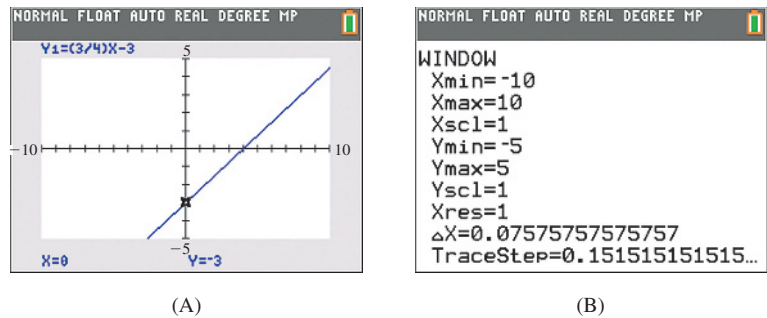 NORMAL FLOAT AUTO REAL DEGREE MP
Y1=(3/4)X-3
5
-10
10
-5
X=0 Y=-3
(A)
NORMAL FLOAT AUTO REAL DEGREE MP
WINDOW
Xmin=-10
Xmax=10
Xscl=1
Ymin=-5
Ymax=5
Yscl=1
Xres=1
△X=0.07575757575757
TraceStep=0.151515151515…
(B)